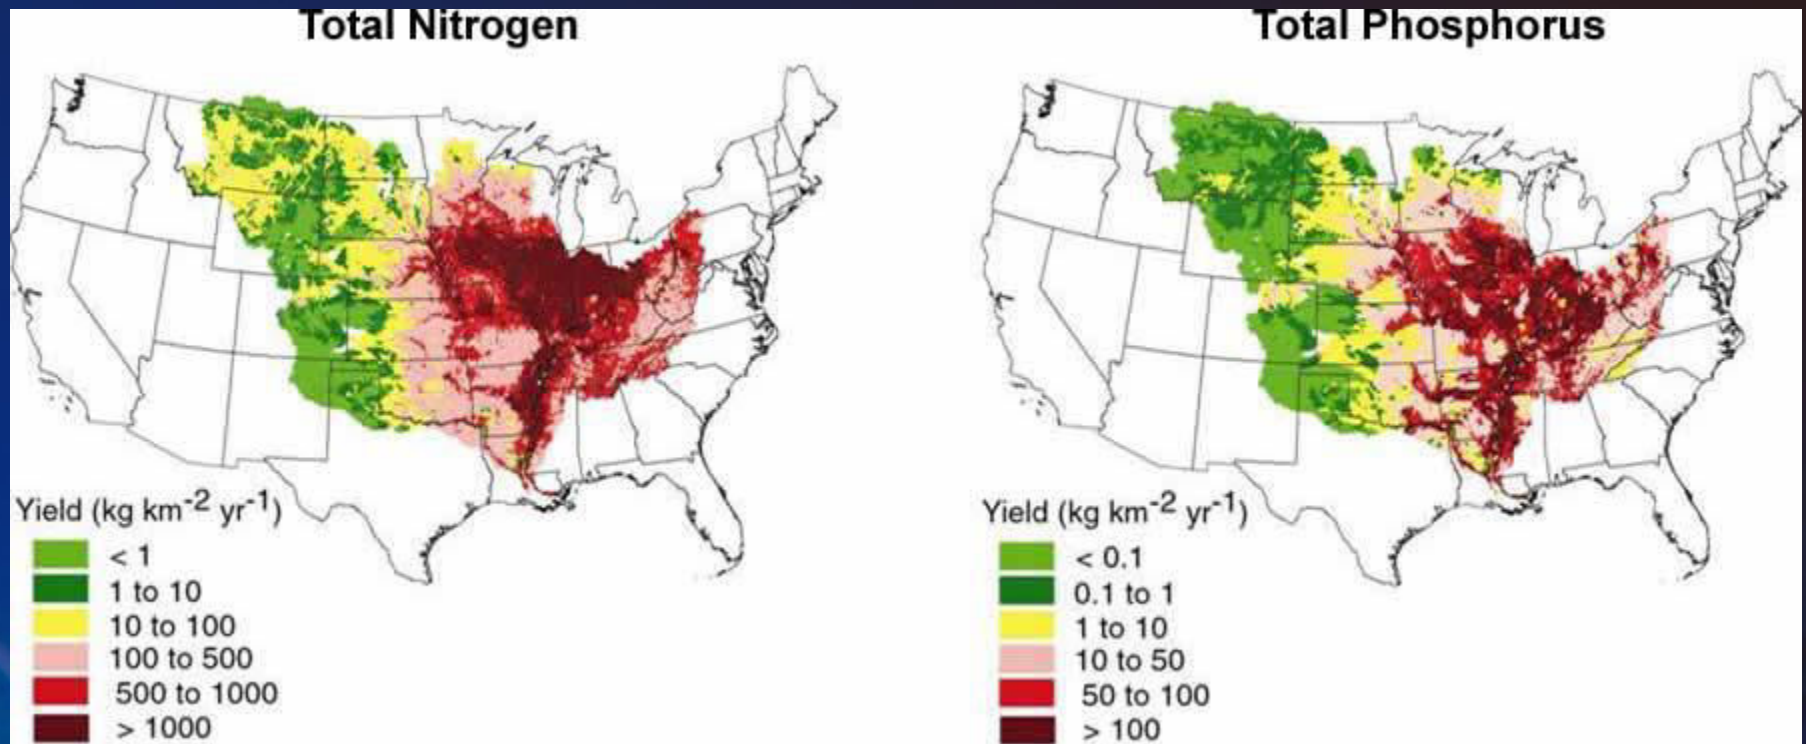 Total Nitrogen
Yield (kg km-2 yr-1)
< 1
1 to 10
10 to 100
100 to 500
500 to 1000
> 1000
Total Phosphorus
Yield (kg km-2 yr-1)
< 0.1
0.1 to 1
1 to 10
10 to 50
50 to 100
> 100